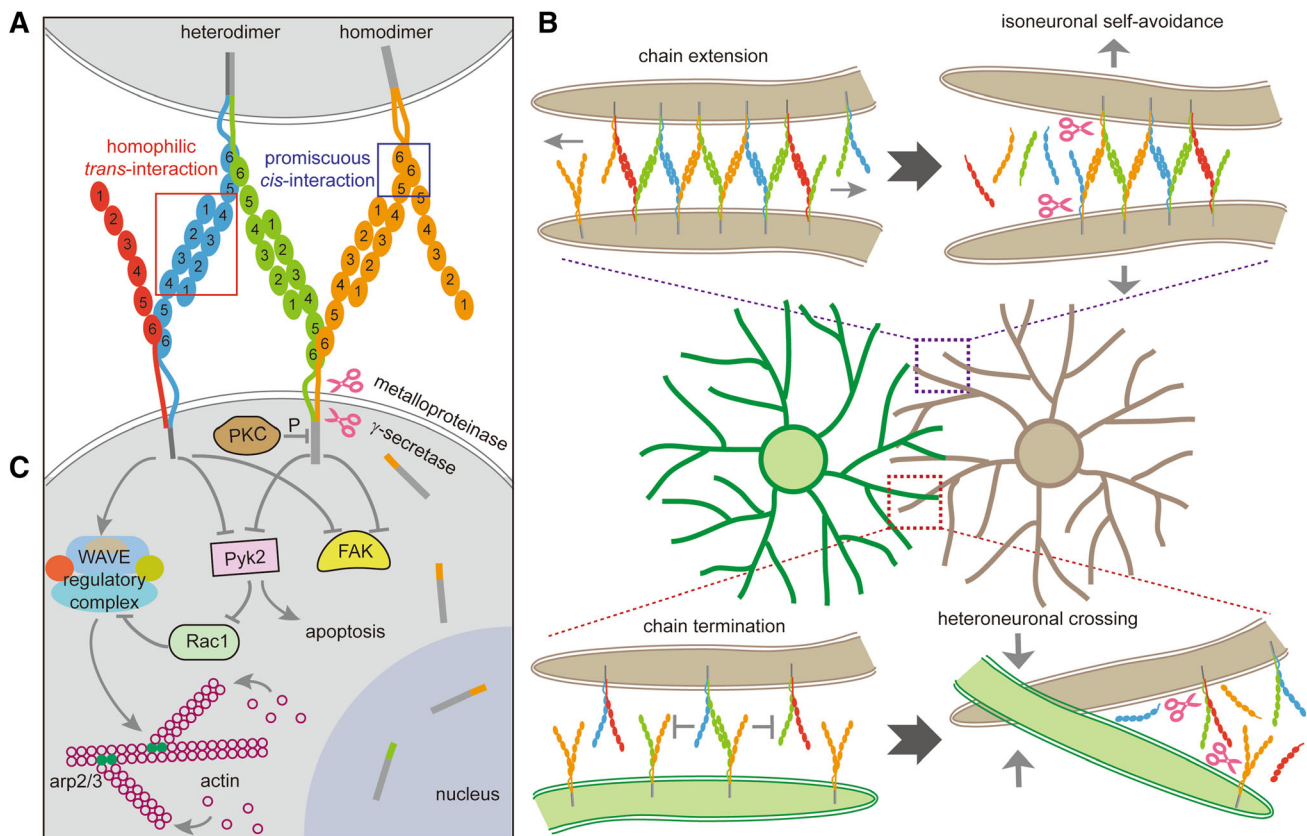 A
heterodimer
homodimer
homophilic
trans-interaction
promiscuous
cis-interaction
6
6
5
1
4
2
3
3
2
4
1
5
6
1
2
3
4
5
6
5
1
4
2
3
3
2
4
1
5
6
6
6
5
5
1
4
4
2
3
3
2
2
1
1
5
6
metalloproteinase
γ-secretase
PKC
P
C
WAVE
regulatory
complex
Pyk2
FAK
Rac1
apoptosis
arp2/3
actin
nucleus
B
chain extension
isoneuronal self-avoidance
chain termination
heteroneuronal crossing